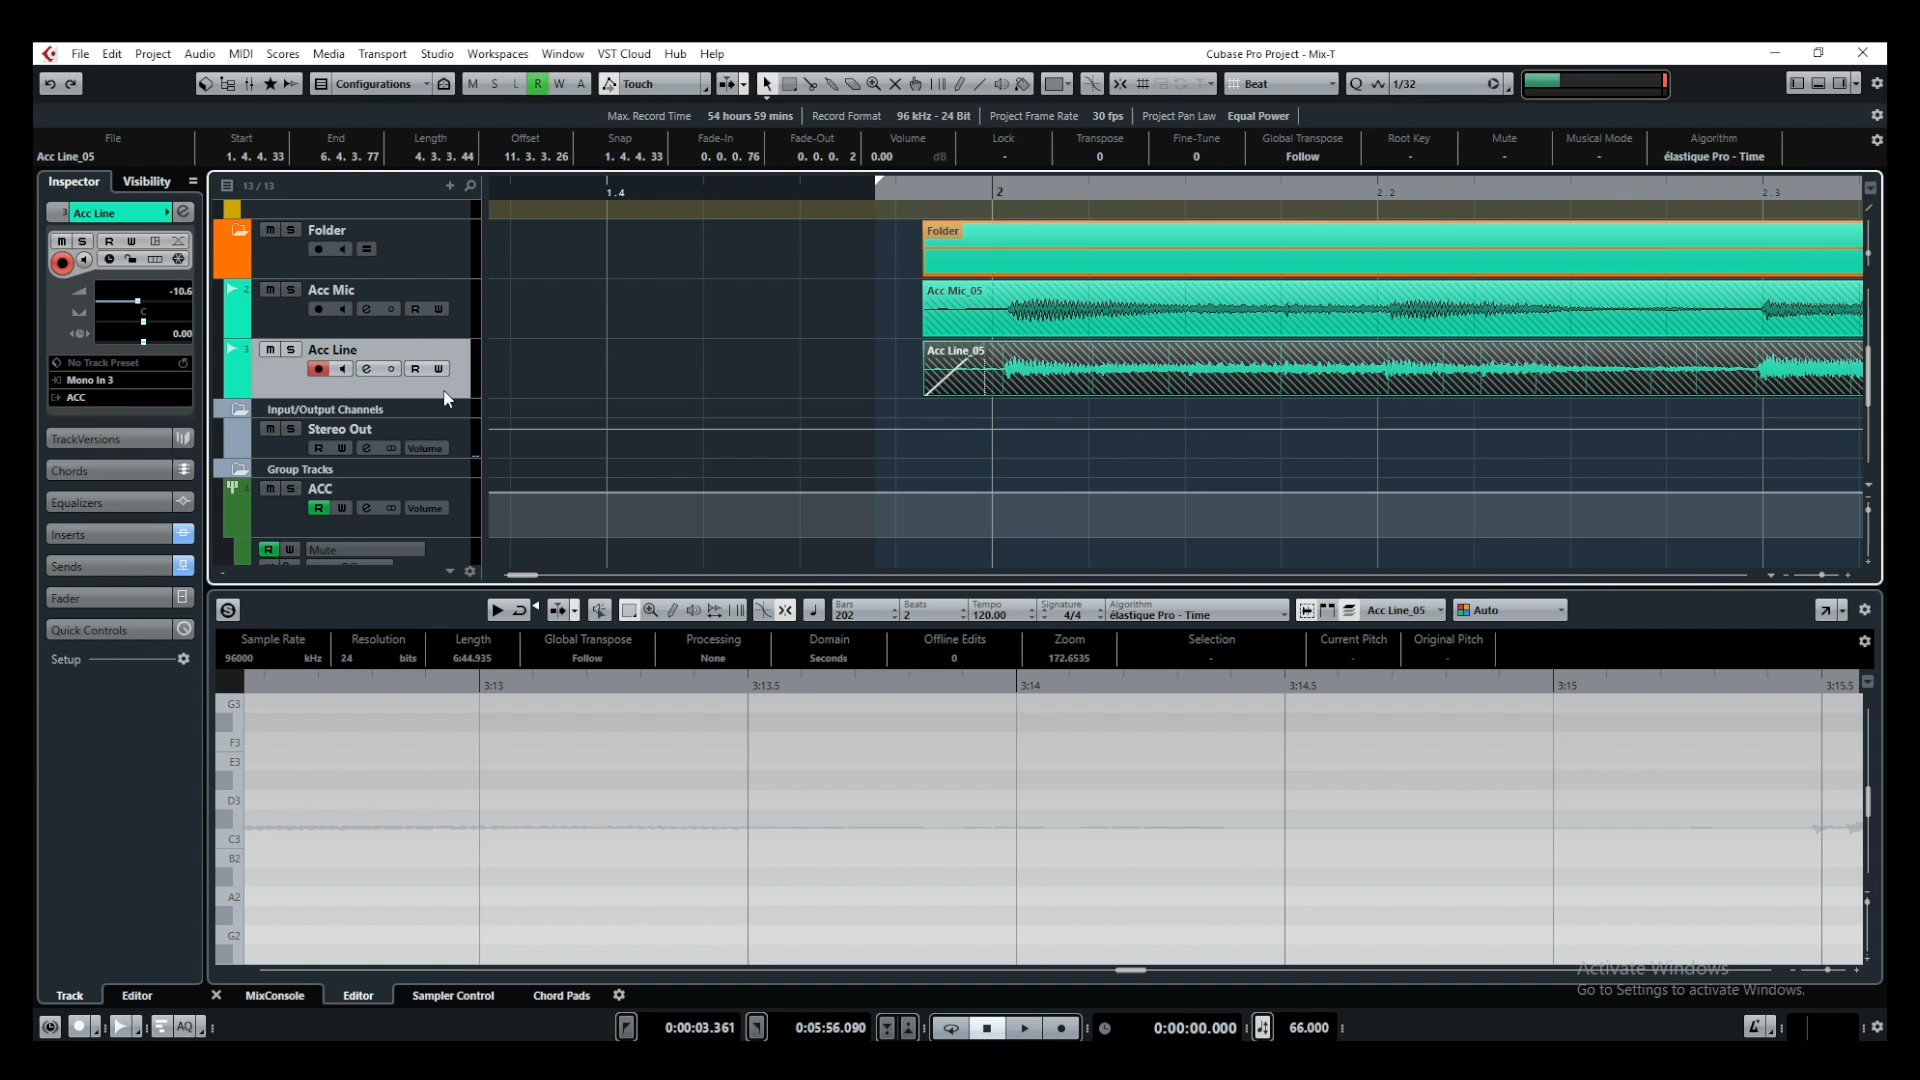 File Edit Project Audio MIDI Scores Media Transport Studio Workspaces Window VST Cloud Hub Help
Cubase Pro Project - Mix-T
Configurations M S L R W A Touch Beat Q 1/32
Max. Record Time 54 hours 59 mins Record Format 96 kHz - 24 Bit Project Frame Rate 30 fps Project Pan Law Equal Power
File Start End Length Offset Snap Fade-In Fade-Out Volume Lock Transpose Fine-Tune Global Transpose Root Key Mute Musical Mode Algorithm
Acc Line_05 1. 4. 4. 33 6. 4. 3. 77 4. 3. 3. 44 11. 3. 3. 26 1. 4. 4. 33 0. 0. 0. 76 0. 0. 0. 2 0.00 dB - 0 0 Follow - - - élastique Pro - Time
Inspector Visibility
13 / 13
1.4 2 2.2 2.3
3 Acc Line
m S R W
-10.6
C
0.00
No Track Preset
Mono In 3
ACC
TrackVersions
Chords
Equalizers
Inserts
Sends
Fader
Quick Controls
Setup
m S Folder
Folder
2 m S Acc Mic
e R W
Acc Mic_05
3 m S Acc Line
e R W
Acc Line_05
Input/Output Channels
m S Stereo Out
R W e Volume
Group Tracks
4 m S ACC
R W e Volume
R W Mute
Bars 202 Beats 2 Tempo 120.00 Signature 4/4 Algorithm élastique Pro - Time Acc Line_05 Auto
Sample Rate Resolution Length Global Transpose Processing Domain Offline Edits Zoom Selection Current Pitch Original Pitch
96000 kHz 24 bits 6:44.935 Follow None Seconds 0 172.6535 - - -
3:13 3:13.5 3:14 3:14.5 3:15 3:15.5
G3
F3
E3
D3
C3
B2
A2
G2
Activate Windows
Go to Settings to activate Windows.
Track Editor MixConsole Editor Sampler Control Chord Pads
AQ 0:00:03.361 0:05:56.090 0:00:00.000 66.000